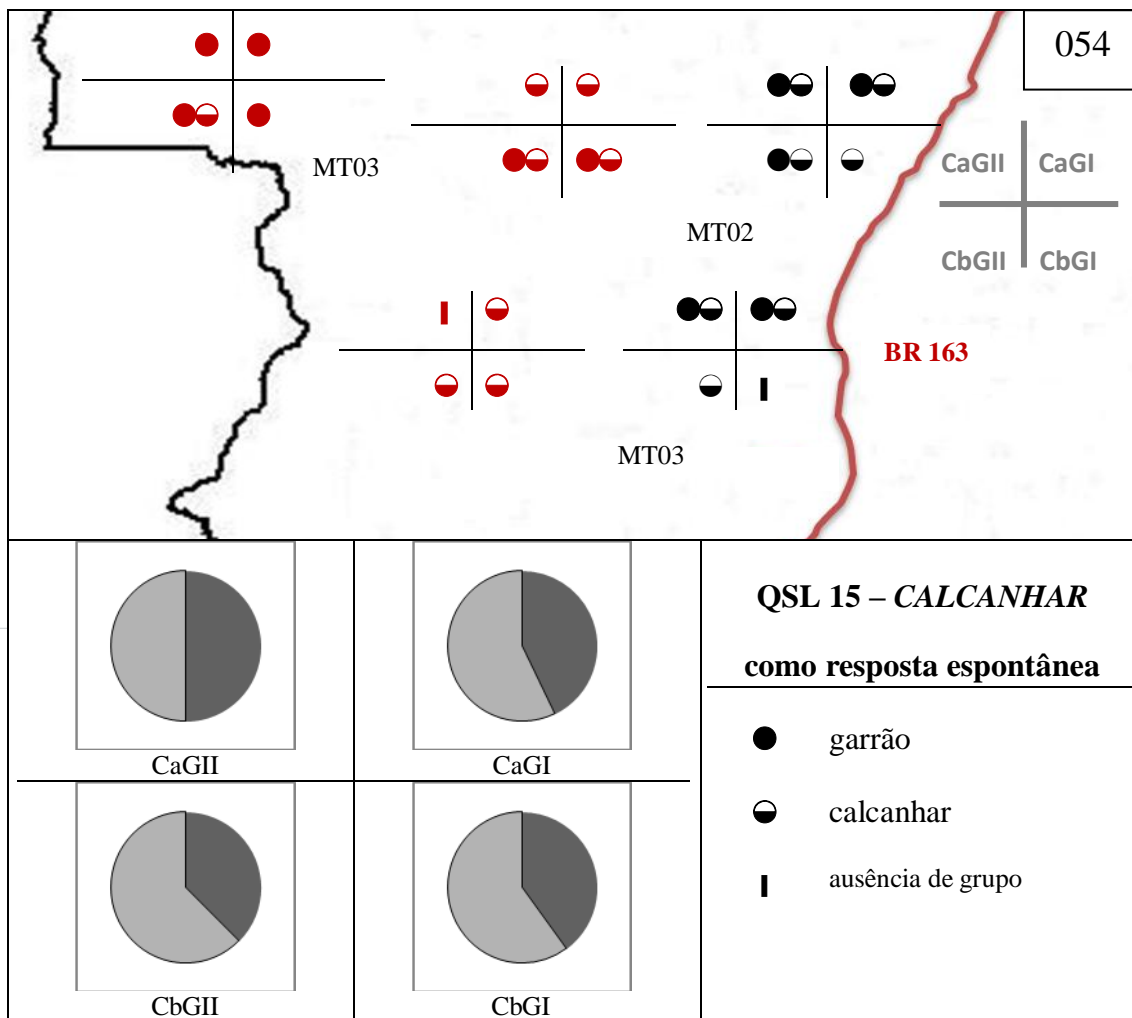 054
CaGII CaGI
CbGII CbGI
MT03
MT02
BR 163
MT03
CaGII
CaGI
CbGII
CbGI
QSL 15 – CALCANHAR
como resposta espontânea
garrão
calcanhar
ausência de grupo